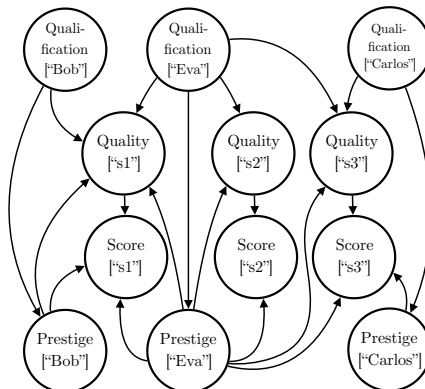 Quali-
fication
[“Bob”]
Quali-
fication
[“Eva”]
Quali-
fication
[“Carlos”]
Quality
[“s1”]
Quality
[“s2”]
Quality
[“s3”]
Score
[“s1”]
Score
[“s2”]
Score
[“s3”]
Prestige
[“Bob”]
Prestige
[“Eva”]
Prestige
[“Carlos”]